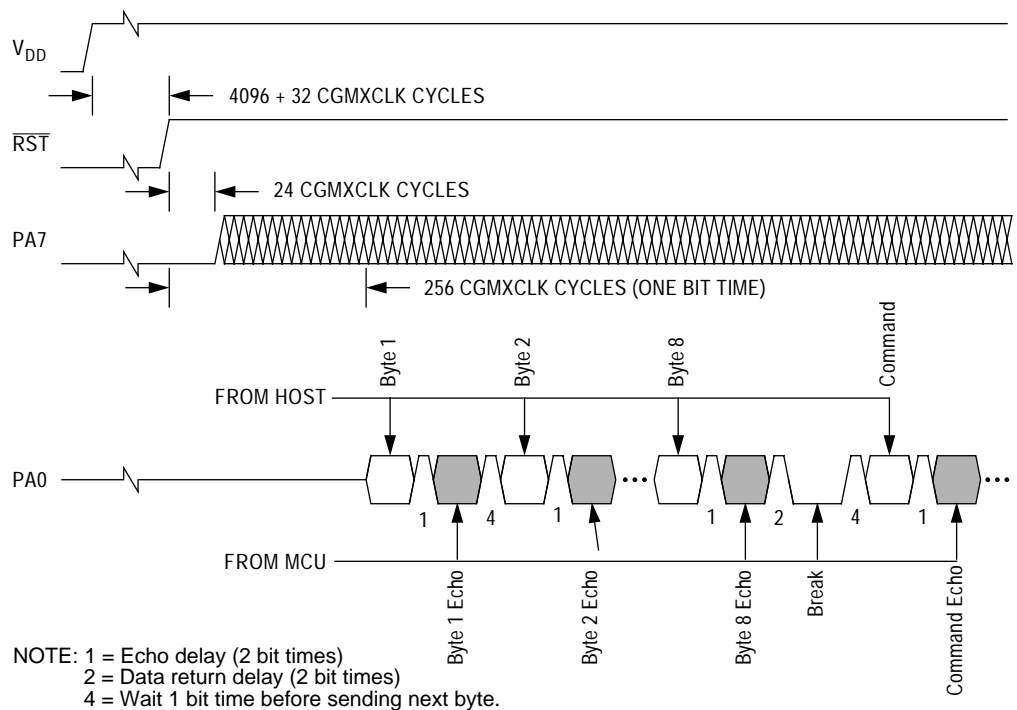 VDD
4096 + 32 CGMXCLK CYCLES
RST
24 CGMXCLK CYCLES
PA7
256 CGMXCLK CYCLES (ONE BIT TIME)
Byte 1
Byte 2
Byte 8
Command
FROM HOST
PA0
1
4
1
1
2
4
1
FROM MCU
Byte 1 Echo
Byte 2 Echo
Byte 8 Echo
Break
Command Echo
NOTE: 1 = Echo delay (2 bit times)
2 = Data return delay (2 bit times)
4 = Wait 1 bit time before sending next byte.